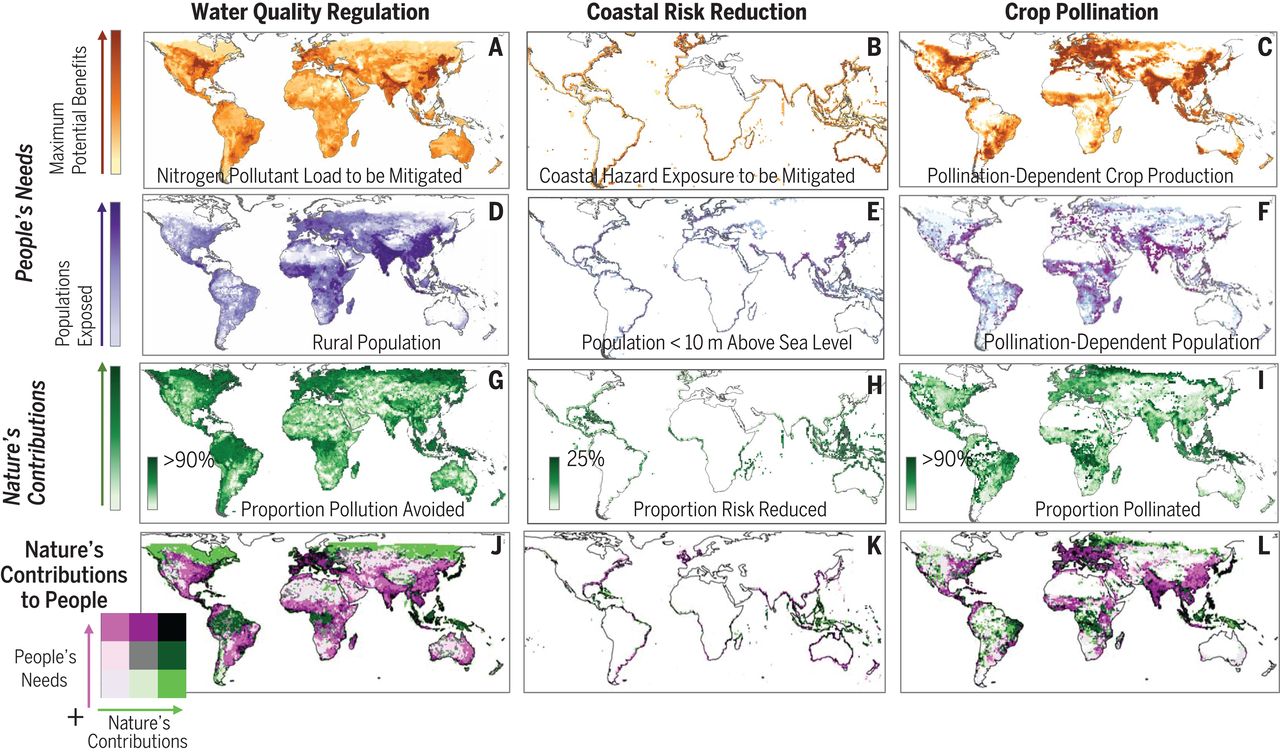 Water Quality Regulation
Coastal Risk Reduction
Crop Pollination
People's Needs
Maximum
Potential Benefits
A
Nitrogen Pollutant Load to be Mitigated
B
Coastal Hazard Exposure to be Mitigated
C
Pollination-Dependent Crop Production
Populations
Exposed
D
Rural Population
E
Population < 10 m Above Sea Level
F
Pollination-Dependent Population
Nature's
Contributions
G
>90%
Proportion Pollution Avoided
H
25%
Proportion Risk Reduced
I
>90%
Proportion Pollinated
Nature's
Contributions
to People
People's
Needs
+
Nature's
Contributions
J
K
L